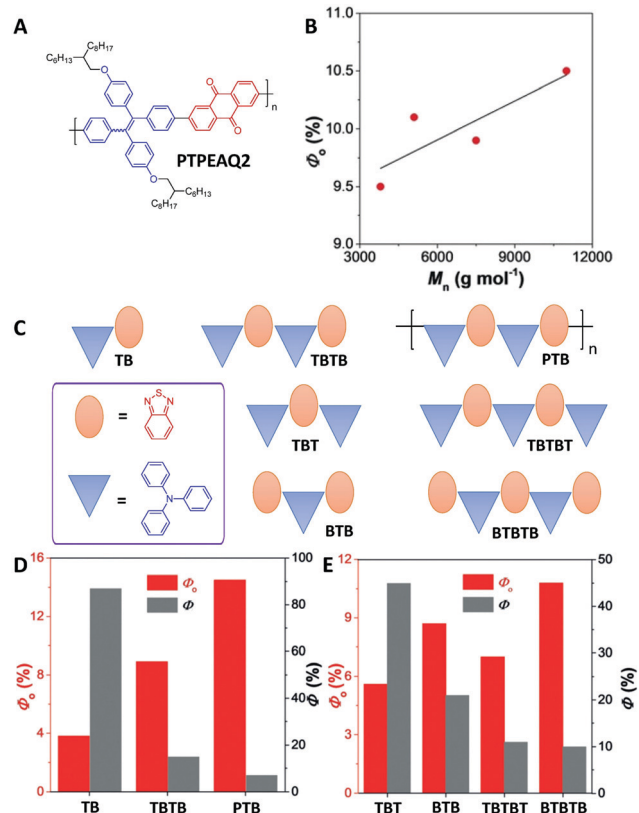 A
C₈H₁₇
C₆H₁₃
O
O
O
n
PTPEAQ2
O
C₆H₁₃
C₈H₁₇
B
Φₒ (%)
10.5
10.0
9.5
9.0
3000 6000 9000 12000
Mₙ (g mol⁻¹)
C
TB
TBTB
PTB
n
= N S N
= N
TBT
TBTBT
BTB
BTBTB
D
Φₒ (%)
16
12
8
4
0
Φₒ
Φ
100
80
60
40
20
0
Φ (%)
TB TBTB PTB
E
Φₒ (%)
12
9
6
3
0
Φₒ
Φ
50
40
30
20
10
0
Φ (%)
TBT BTB TBTBT BTBTB